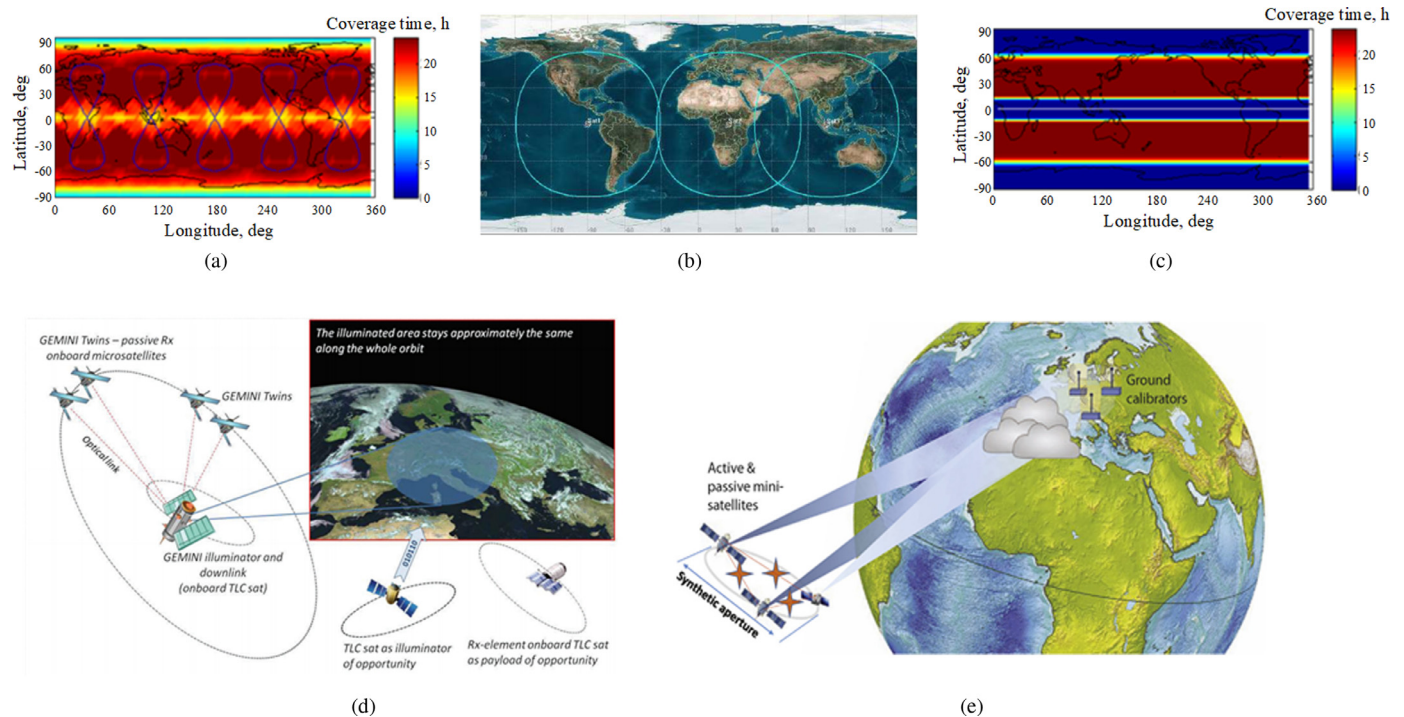 Coverage time, h
90
60
30
0
-30
-60
-90
Latitude, deg
0 60 120 180 240 300 360
Longitude, deg
20
15
10
5
0
(a)
(b)
Coverage time, h
90
60
30
0
-30
-60
-90
Latitude, deg
0 60 120 180 240 300 360
Longitude, deg
20
15
10
5
0
(c)
GEMINI Twins – passive Rx
onboard microsatellites
GEMINI Twins
Optical link
GEMINI illuminator and
downlink
(onboard TLC sat)
The illuminated area stays approximately the same
along the whole orbit
010110
TLC sat as illuminator
of opportunity
Rx-element onboard TLC sat
as payload of opportunity
(d)
Ground
calibrators
Active &
passive mini-
satellites
Synthetic aperture
(e)